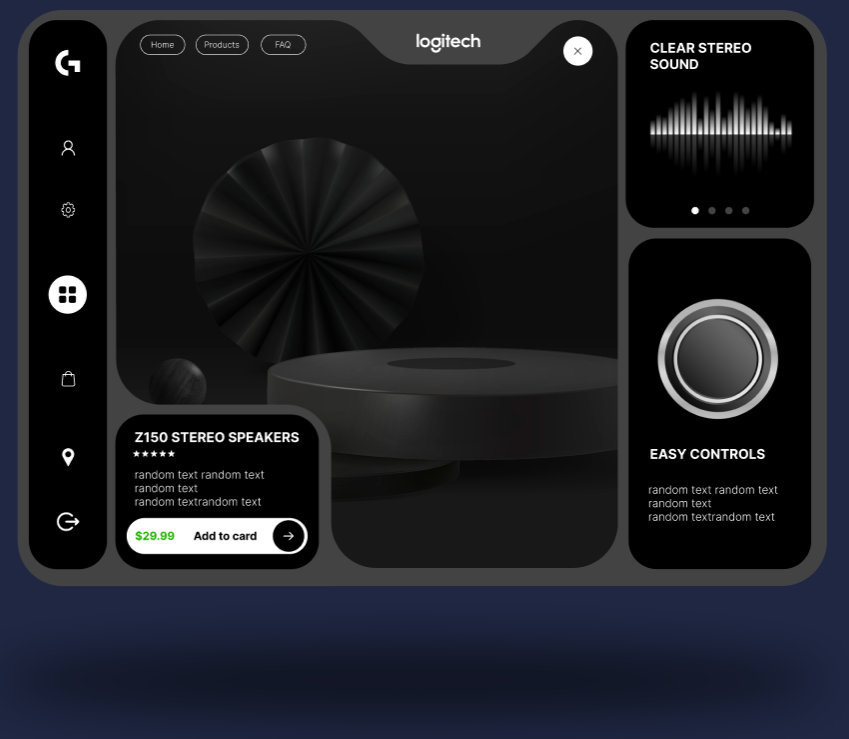 Home
Products
FAQ
logitech
CLEAR STEREO
SOUND
Z150 STEREO SPEAKERS
random text random text
random text
random textrandom text
$29.99
Add to card
EASY CONTROLS
random text random text
random text
random textrandom text